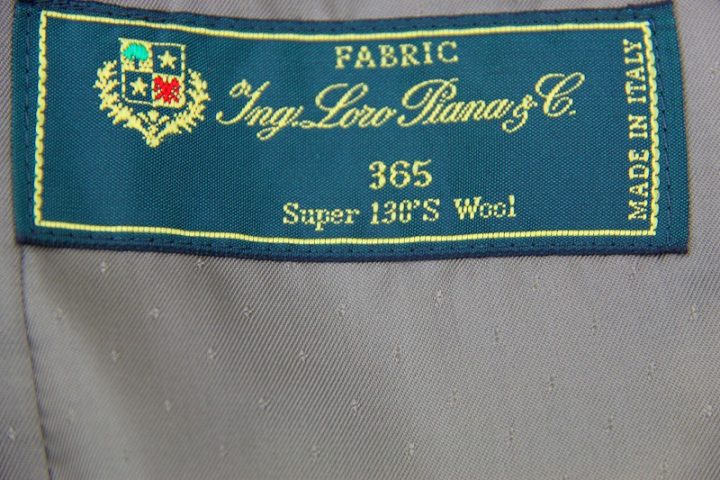 FABRIC
Ing. Loro Piana & C.
365
Super 130'S Wool
MADE IN ITALY